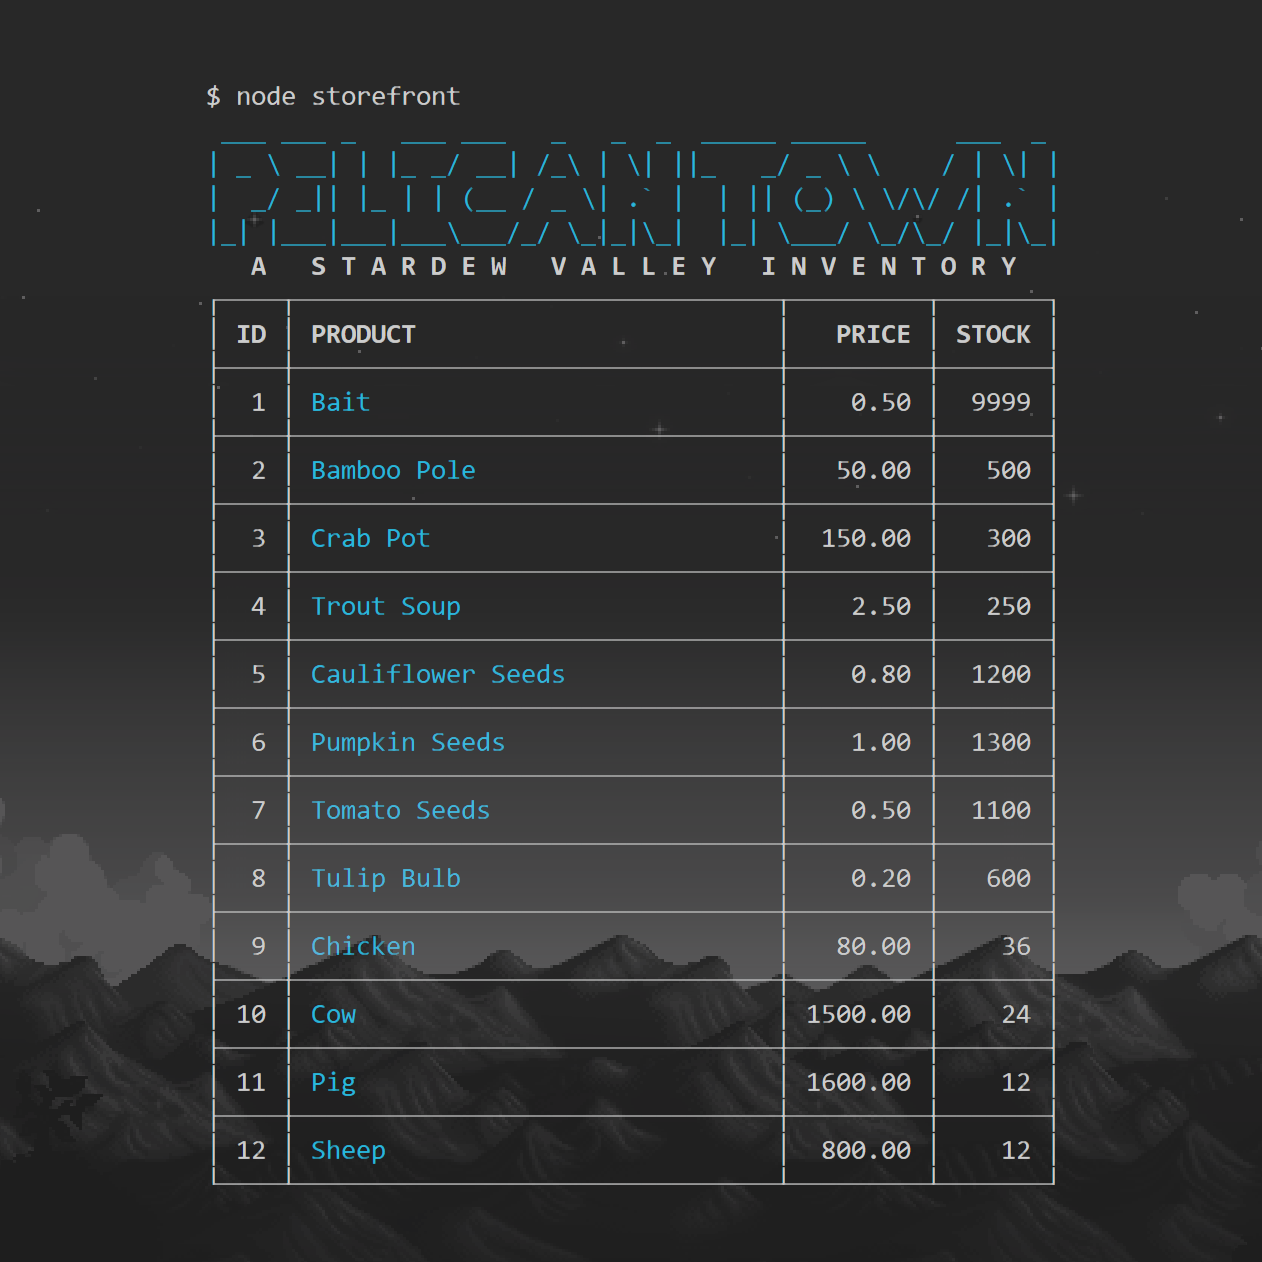 $ node storefront
PELICAN TOWN
A STARDEW VALLEY INVENTORY
ID PRODUCT PRICE STOCK
1 Bait 0.50 9999
2 Bamboo Pole 50.00 500
3 Crab Pot 150.00 300
4 Trout Soup 2.50 250
5 Cauliflower Seeds 0.80 1200
6 Pumpkin Seeds 1.00 1300
7 Tomato Seeds 0.50 1100
8 Tulip Bulb 0.20 600
9 Chicken 80.00 36
10 Cow 1500.00 24
11 Pig 1600.00 12
12 Sheep 800.00 12